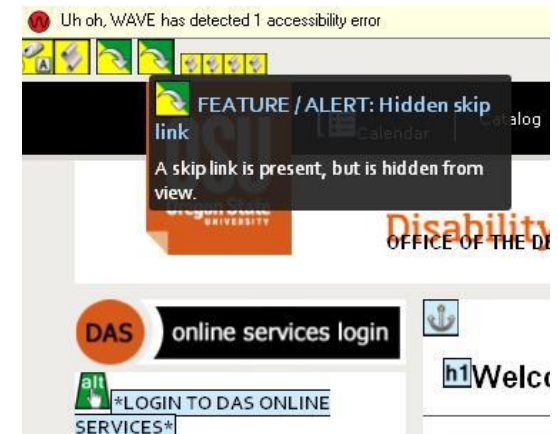 Uh oh, WAVE has detected 1 accessibility error
A
FEATURE / ALERT: Hidden skip
link
Calendar
Catalog
A skip link is present, but is hidden from
view.
OSU
Oregon State
UNIVERSITY
Disability
OFFICE OF THE DE
DAS online services login
h1 Welco
alt *LOGIN TO DAS ONLINE
SERVICES*